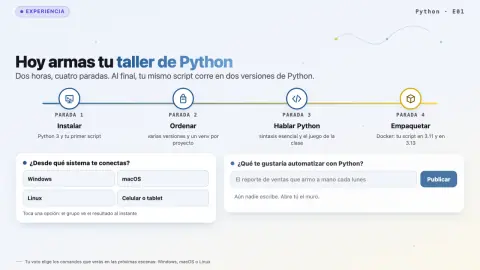 EXPERIENCIA
Python · E01
Hoy armas tu taller de Python
Dos horas, cuatro paradas. Al final, tu mismo script corre en dos versiones de Python.
PARADA 1
PARADA 2
PARADA 3
PARADA 4
Instalar
Ordenar
Hablar Python
Empaquetar
Python 3 y tu primer script
varias versiones y un venv por
proyecto
sintaxis esencial y el juego de la
clase
Docker: tu script en 3.11 y en
3.13
¿Desde qué sistema te conectas?
Windows
macOS
Linux
Celular o tablet
Toca una opción: el grupo ve el resultado al instante
¿Qué te gustaría automatizar con Python?
El reporte de ventas que armo a mano cada lunes
Publicar
Aún nadie escribe. Abre tú el muro.
Tu voto elige los comandos que verás en las próximas escenas: Windows, macOS o Linux